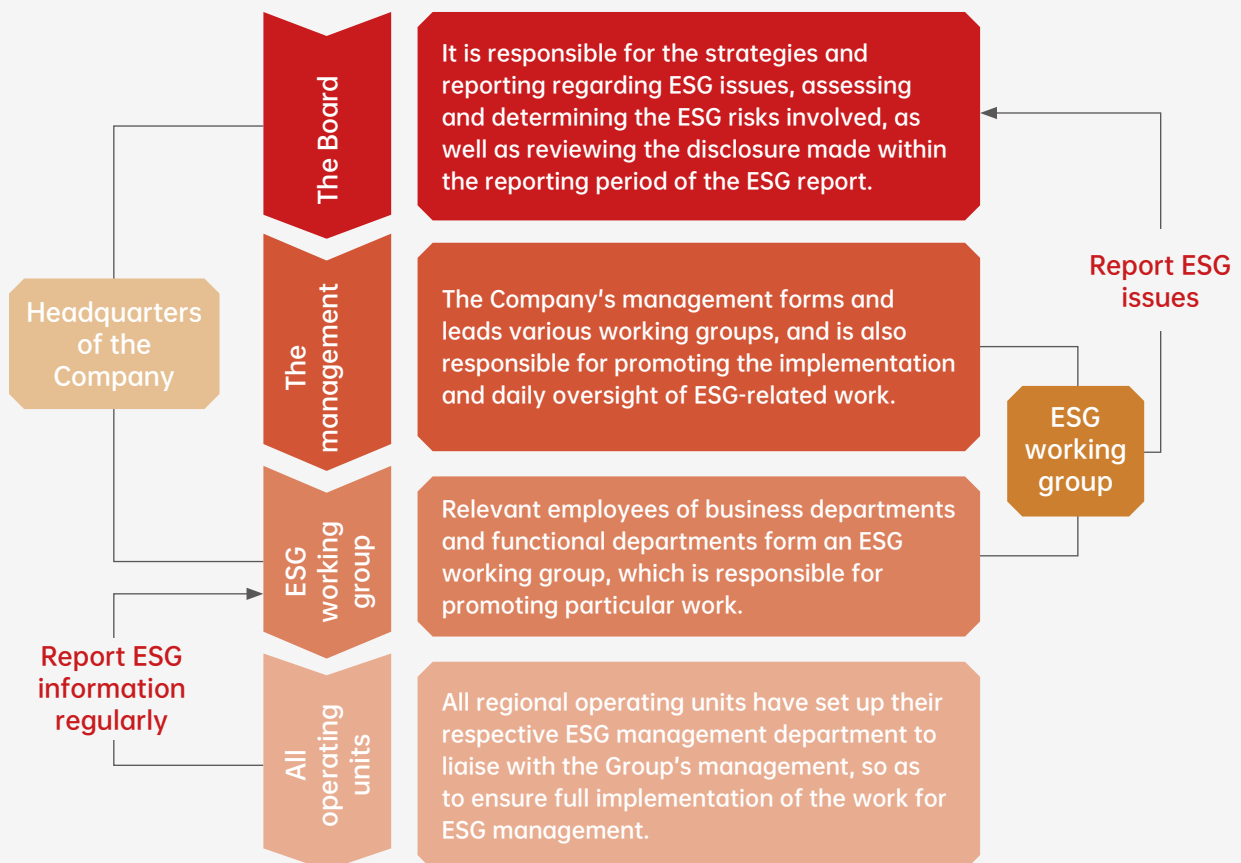 The Board
It is responsible for the strategies and
reporting regarding ESG issues, assessing
and determining the ESG risks involved, as
well as reviewing the disclosure made within
the reporting period of the ESG report.
Headquarters
of the
Company
The
management
The Company’s management forms and
leads various working groups, and is also
responsible for promoting the implementation
and daily oversight of ESG-related work.
Report ESG
issues
ESG
working
group
ESG
working
group
Relevant employees of business departments
and functional departments form an ESG
working group, which is responsible for
promoting particular work.
Report ESG
information
regularly
All
operating
units
All regional operating units have set up their
respective ESG management department to
liaise with the Group’s management, so as
to ensure full implementation of the work for
ESG management.